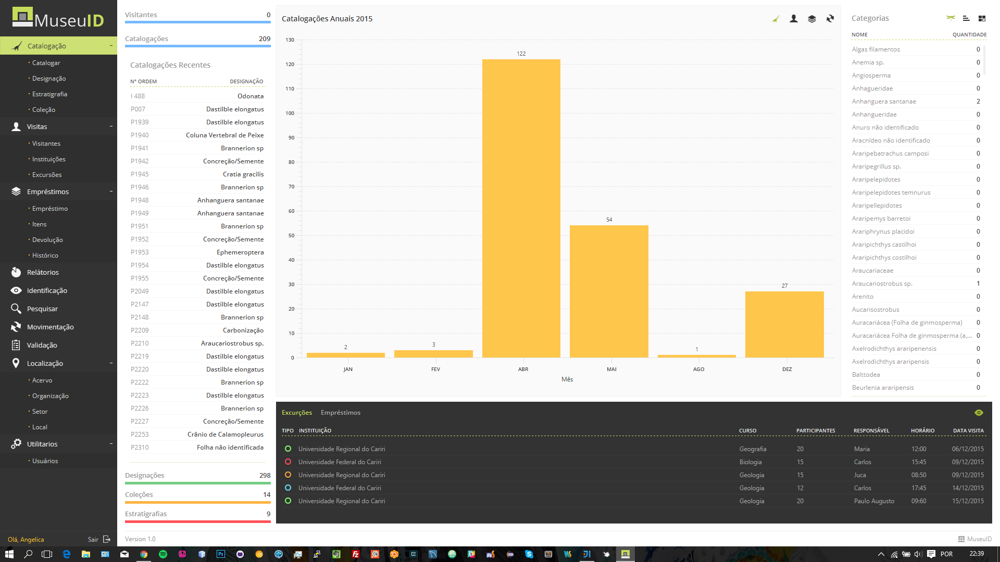 MuseuID
Catalogação
Catalogar
Designação
Estratigrafia
Coleção
Visitas
Visitantes
Instituições
Excursões
Empréstimos
Empréstimo
Itens
Devolução
Histórico
Relátorios
Identificação
Pesquisar
Movimentação
Validação
Localização
Acervo
Organização
Setor
Local
Utilitarios
Usuários
Olá, Angelica
Sair
Visitantes 0
Catalogações 209
Catalogações Recentes
Nº ORDEM DESIGNAÇÃO
I 488 Odonata
P007 Dastilble elongatus
P1939 Dastilble elongatus
P1940 Coluna Vertebral de Peixe
P1941 Brannerion sp
P1942 Concreção/Semente
P1945 Cratia gracilis
P1946 Brannerion sp
P1948 Anhanguera santanae
P1949 Anhanguera santanae
P1951 Brannerion sp
P1952 Concreção/Semente
P1953 Ephemeroptera
P1954 Dastilble elongatus
P1955 Concreção/Semente
P2049 Dastilble elongatus
P2147 Dastilble elongatus
P2148 Brannerion sp
P2209 Carbonização
P2210 Araucariostrobus sp.
P2219 Dastilble elongatus
P2220 Dastilble elongatus
P2222 Brannerion sp
P2223 Dastilble elongatus
P2226 Brannerion sp
P2227 Concreção/Semente
P2253 Crânio de Calamopleurus
P2310 Folha não identificada
Designações 298
Coleções 14
Estratigrafias 9
Version 1.0
Catalogações Anuais 2015
130
120
110
100
90
80
70
60
50
40
30
20
10
0
2
3
122
54
1
27
JAN FEV ABR MAI AGO DEZ
Mês
Categorias
NOME QUANTIDADE
Algas filamentos 0
Anemia sp. 0
Angiosperma 0
Anhagueridae 0
Anhanguera santanae 2
Anhangueridae 0
Anuro não identificado 0
Aracnídeo não identificado 0
Araripebatrachus camposi 0
Araripegrillus sp. 0
Araripelepidotes 0
Araripelepidotes temnurus 0
Araripellepidotes 0
Araripemys barretoi 0
Arariphrynus placidoi 0
Araripichthys castilhoi 0
Araripichthys costilhoi 0
Araucariaceae 0
Araucariostrobus sp. 1
Arenito 0
Aucarisostrobus 0
Auracariácea (Folha de ginmosperma) 0
Auracariácea Folha de ginmosperma (a,... 0
Axelrodichthys araripenensis 0
Axelrodichthys araripensis 0
Balttodea 0
Beurlenia araripensis 0
Excurções Empréstimos
TIPO INSTITUIÇÃO CURSO PARTICIPANTES RESPONSÁVEL HORÁRIO DATA VISITA
Universidade Regional do Cariri Geografia 20 Maria 12:00 06/12/2015
Universidade Federal do Cariri Biologia 15 Carlos 15:45 09/12/2015
Universidade Regional do Cariri Geologia 15 Juca 08:50 09/12/2015
Universidade Federal do Cariri Geologia 12 Carlos 17:45 14/12/2015
Universidade Regional do Cariri Geologia 20 Paulo Augusto 09:60 15/12/2015
MuseuID
POR 22:39